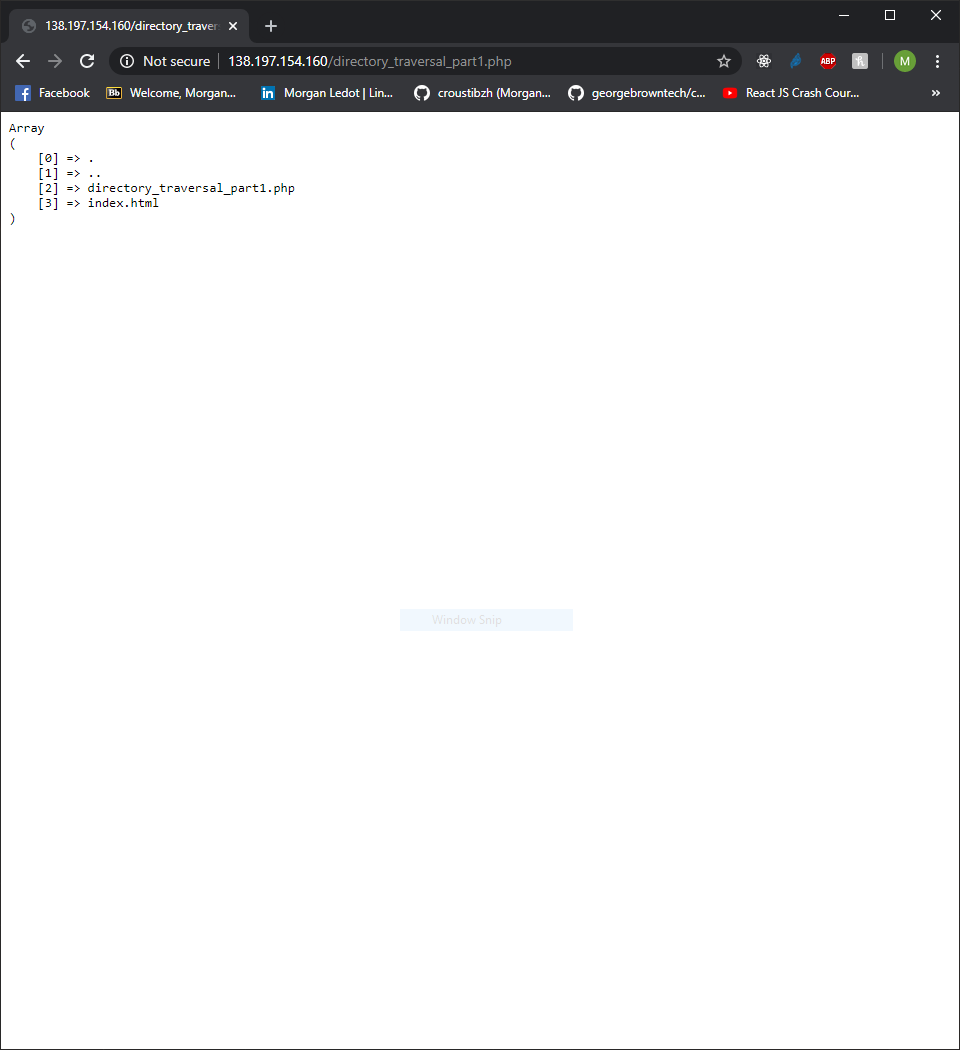 138.197.154.160/directory_traver
Not secure
138.197.154.160/directory_traversal_part1.php
ABP
M
Facebook
Bb Welcome, Morgan...
in Morgan Ledot | Lin...
croustibzh (Morgan...
georgebrowntech/c...
React JS Crash Cour...
»
Array
(
    [0] => .
    [1] => ..
    [2] => directory_traversal_part1.php
    [3] => index.html
)
Window Snip